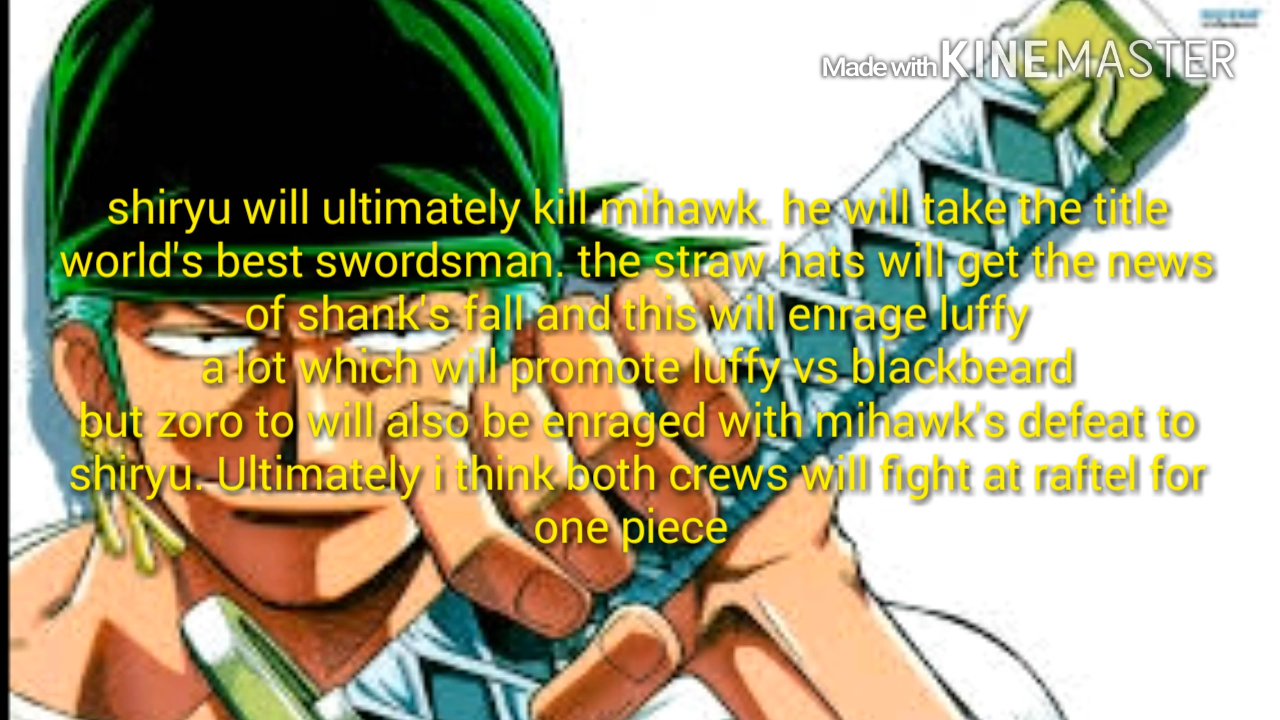 Made with KINEMASTER
shiryu will ultimately kill mihawk. he will take the title
world's best swordsman. the straw hats will get the news
of shank's fall and this will enrage luffy
a lot which will promote luffy vs blackbeard
but zoro to will also be enraged with mihawk's defeat to
shiryu. Ultimately i think both crews will fight at raftel for
one piece